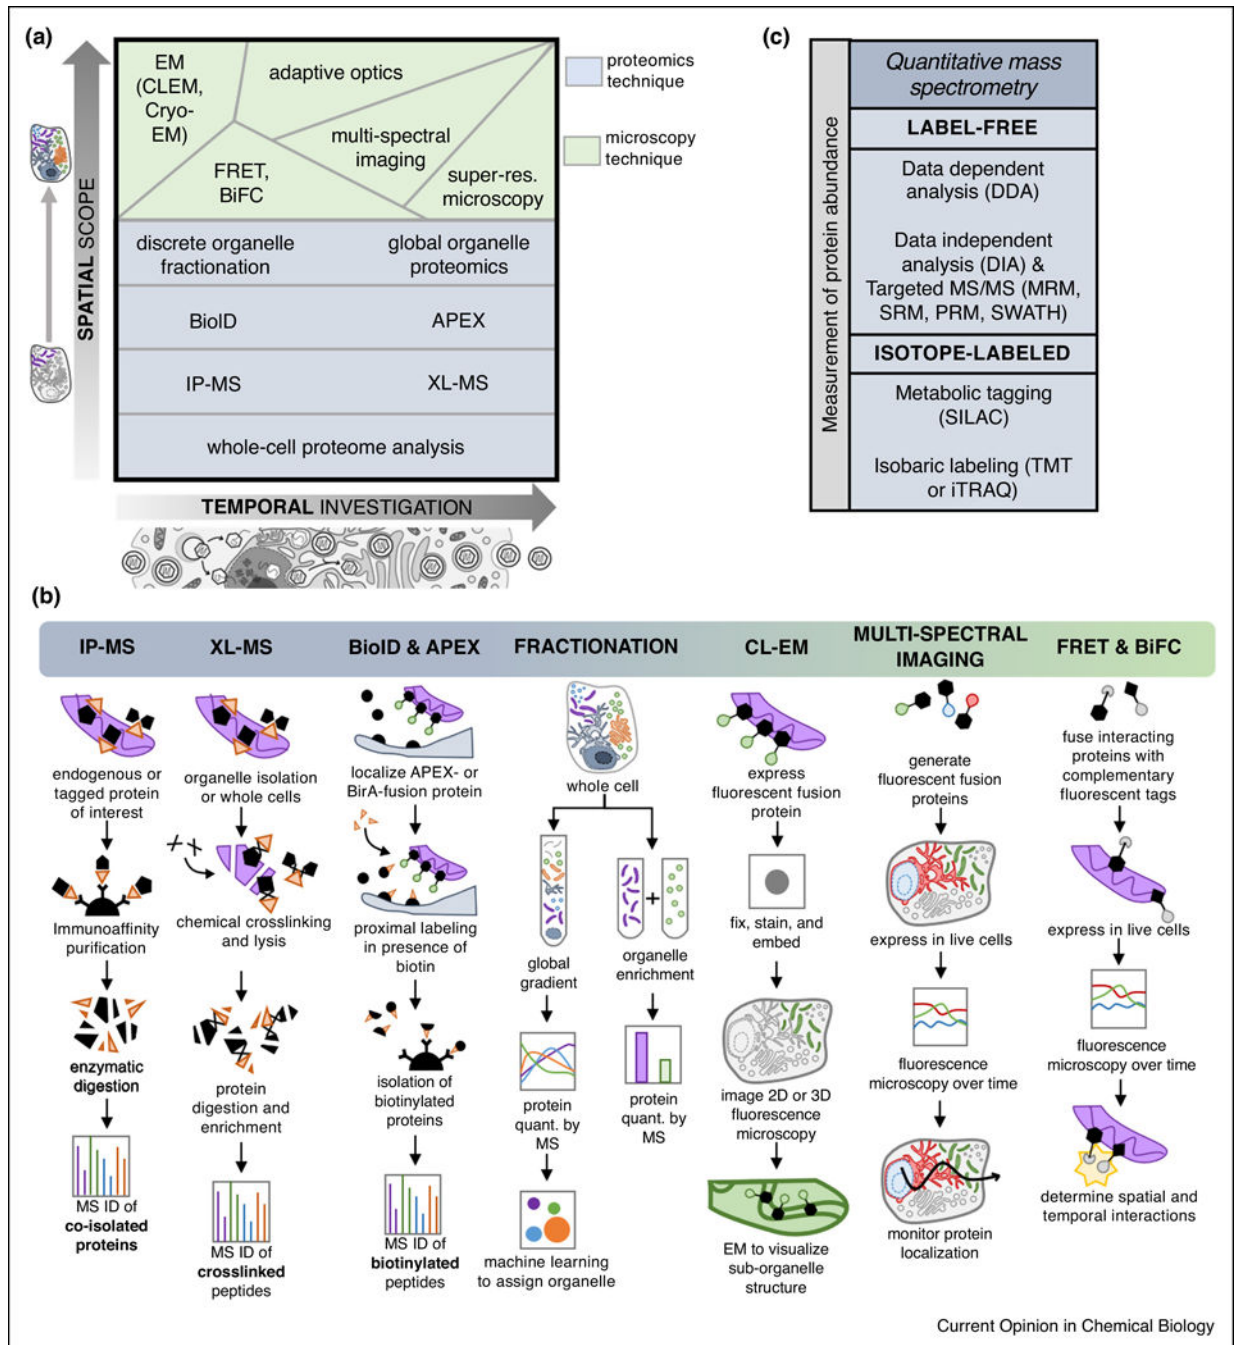 (a)
EM
(CLEM,
Cryo-
EM)
adaptive optics
multi-spectral
imaging
FRET,
BiFC
super-res.
microscopy
discrete organelle
fractionation
global organelle
proteomics
BioID
APEX
IP-MS
XL-MS
whole-cell proteome analysis
SPATIAL SCOPE
TEMPORAL INVESTIGATION
proteomics
technique
microscopy
technique
(c)
Measurement of protein abundance
Quantitative mass
spectrometry
LABEL-FREE
Data dependent
analysis (DDA)
Data independent
analysis (DIA) &
Targeted MS/MS (MRM,
SRM, PRM, SWATH)
ISOTOPE-LABELED
Metabolic tagging
(SILAC)
Isobaric labeling (TMT
or iTRAQ)
(b)
IP-MS
endogenous or
tagged protein
of interest
Immunoaffinity
purification
enzymatic
digestion
MS ID of
co-isolated
proteins
XL-MS
organelle isolation
or whole cells
chemical crosslinking
and lysis
protein
digestion and
enrichment
MS ID of
crosslinked
peptides
BioID & APEX
localize APEX- or
BirA-fusion protein
proximal labeling
in presence of
biotin
isolation of
biotinylated
proteins
MS ID of
biotinylated
peptides
FRACTIONATION
whole cell
global
gradient
protein
quant. by
MS
machine learning
to assign organelle
+
organelle
enrichment
protein
quant. by
MS
CL-EM
express
fluorescent fusion
protein
fix, stain, and
embed
image 2D or 3D
fluorescence
microscopy
EM to visualize
sub-organelle
structure
MULTI-SPECTRAL
IMAGING
generate
fluorescent fusion
proteins
express in live cells
fluorescence
microscopy over time
monitor protein
localization
FRET & BiFC
fuse interacting
proteins with
complementary
fluorescent tags
express in live cells
fluorescence
microscopy over time
determine spatial and
temporal interactions
Current Opinion in Chemical Biology